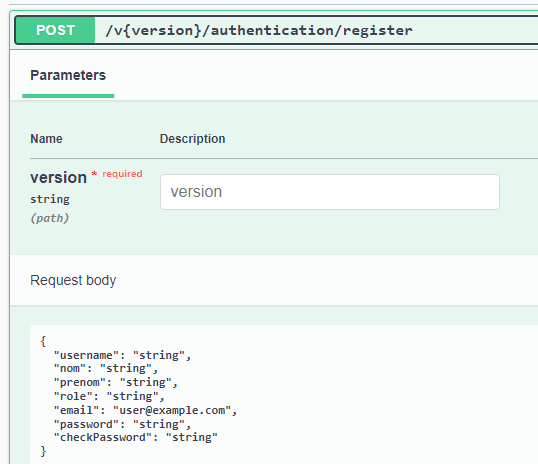 POST /v{version}/authentication/register
Parameters
Name Description
version * required
string
(path)
version
Request body
{
  "username": "string",
  "nom": "string",
  "prenom": "string",
  "role": "string",
  "email": "user@example.com",
  "password": "string",
  "checkPassword": "string"
}